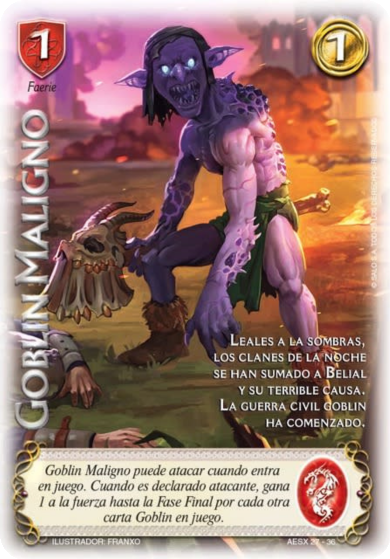 1
1
Faerie
GOBLIN MALIGNO
LEALES A LA SOMBRAS,
LOS CLANES DE LA NOCHE
SE HAN SUMADO A BELIAL
Y SU TERRIBLE CAUSA.
LA GUERRA CIVIL GOBLIN
HA COMENZADO.
Goblin Maligno puede atacar cuando entra
en juego. Cuando es declarado atacante, gana
1 a la fuerza hasta la Fase Final por cada otra
carta Goblin en juego.
ILUSTRADOR: FRANXO